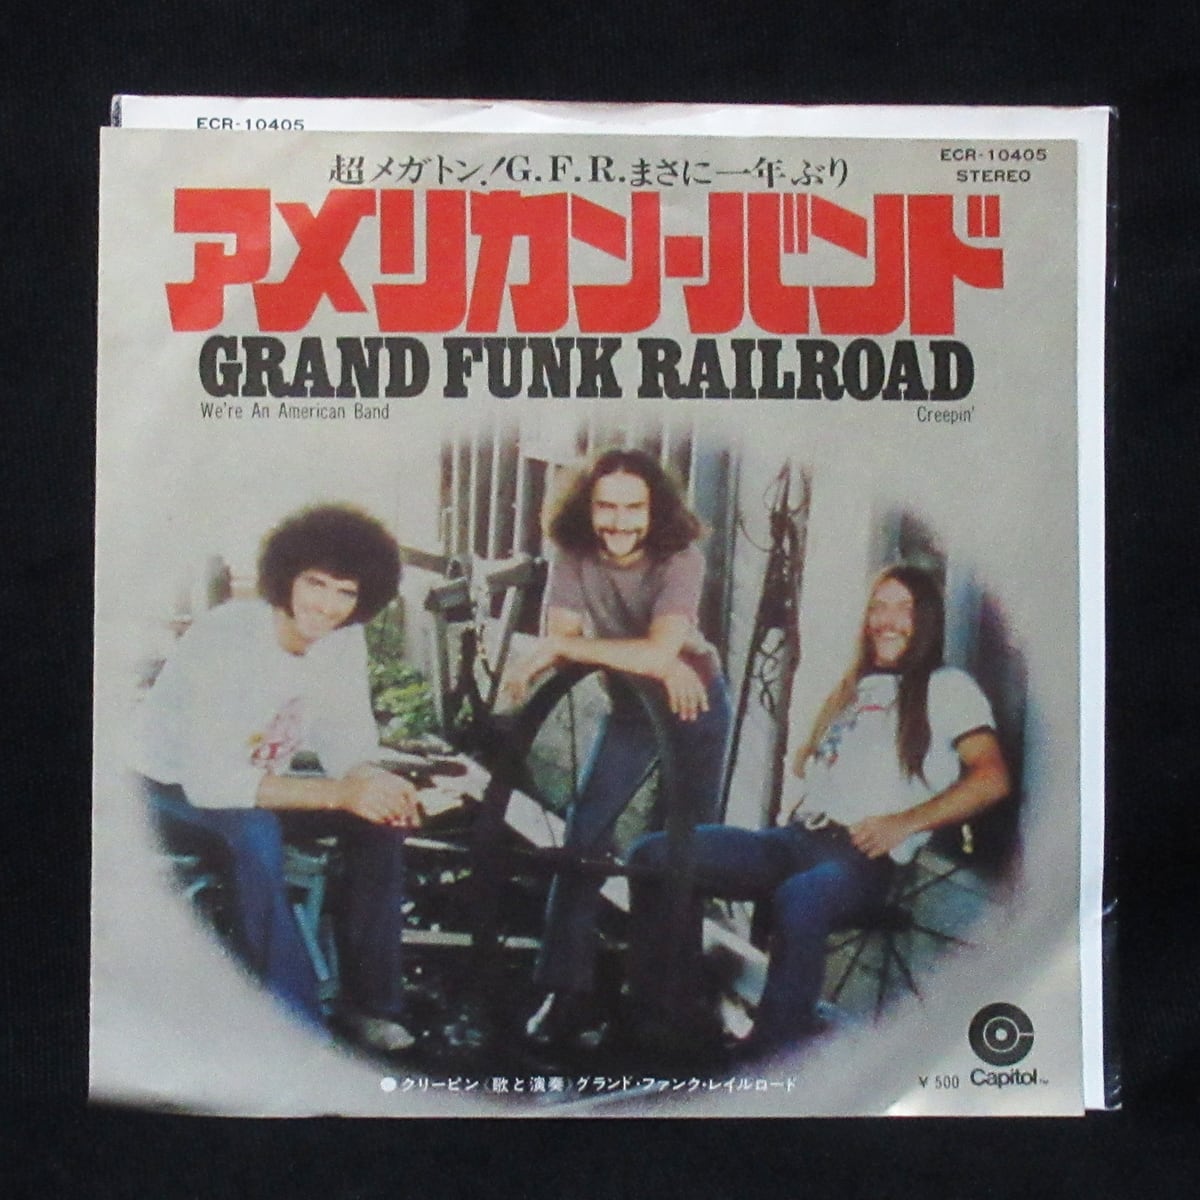 ECR-10405
ECR-10405
STEREO
超メガトン!G.F.R.まさに一年ぶり
アメリカン・バンド
GRAND FUNK RAILROAD
We're An American Band
Creepin'
●クリーピン《歌と演奏》グランド・ファンク・レイルロード
¥500
Capitol™